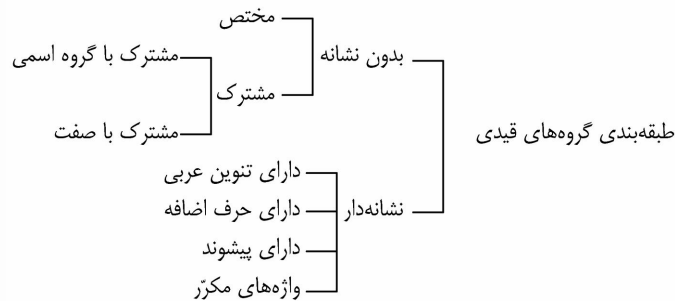 طبقه‌بندی گروه‌های قیدی
بدون نشانه
مختص
مشترک
مشترک با گروه اسمی
مشترک با صفت
نشانه‌دار
دارای تنوین عربی
دارای حرف اضافه
دارای پیشوند
واژه‌های مکرّر